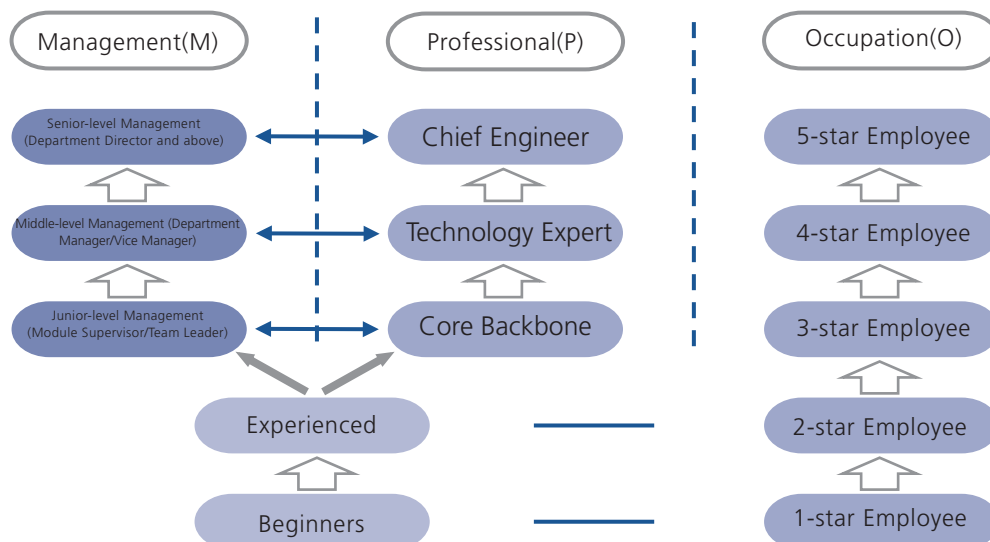 Management(M)
Professional(P)
Occupation(O)
Senior-level Management
(Department Director and above)
Chief Engineer
5-star Employee
Middle-level Management (Department
Manager/Vice Manager)
Technology Expert
4-star Employee
Junior-level Management
(Module Supervisor/Team Leader)
Core Backbone
3-star Employee
Experienced
2-star Employee
Beginners
1-star Employee